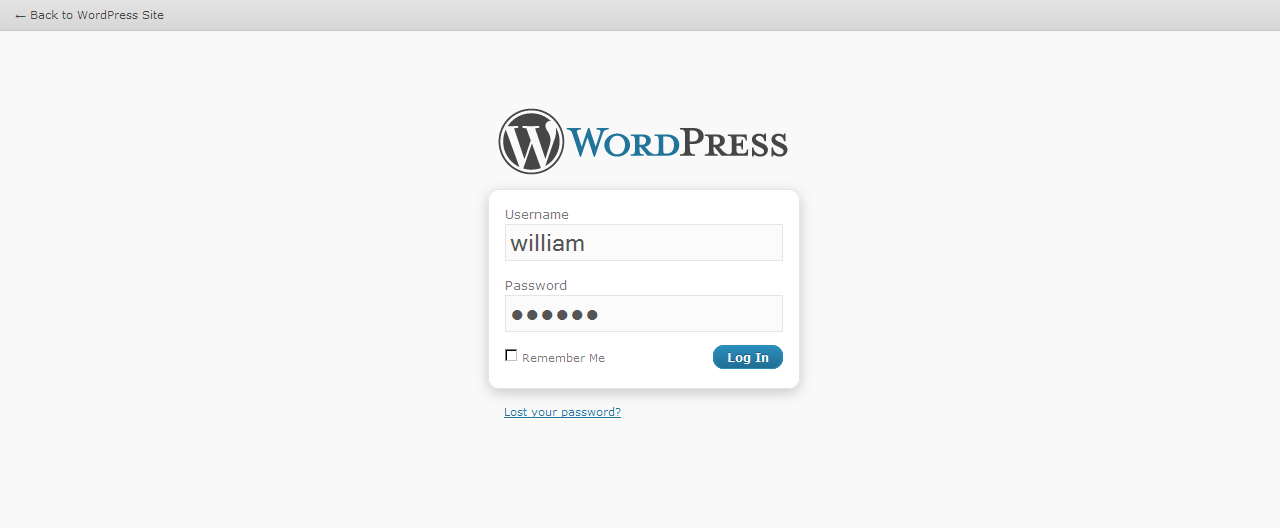 ← Back to WordPress Site
WORDPRESS
Username
william
Password
●●●●●●
Remember Me
Log In
Lost your password?